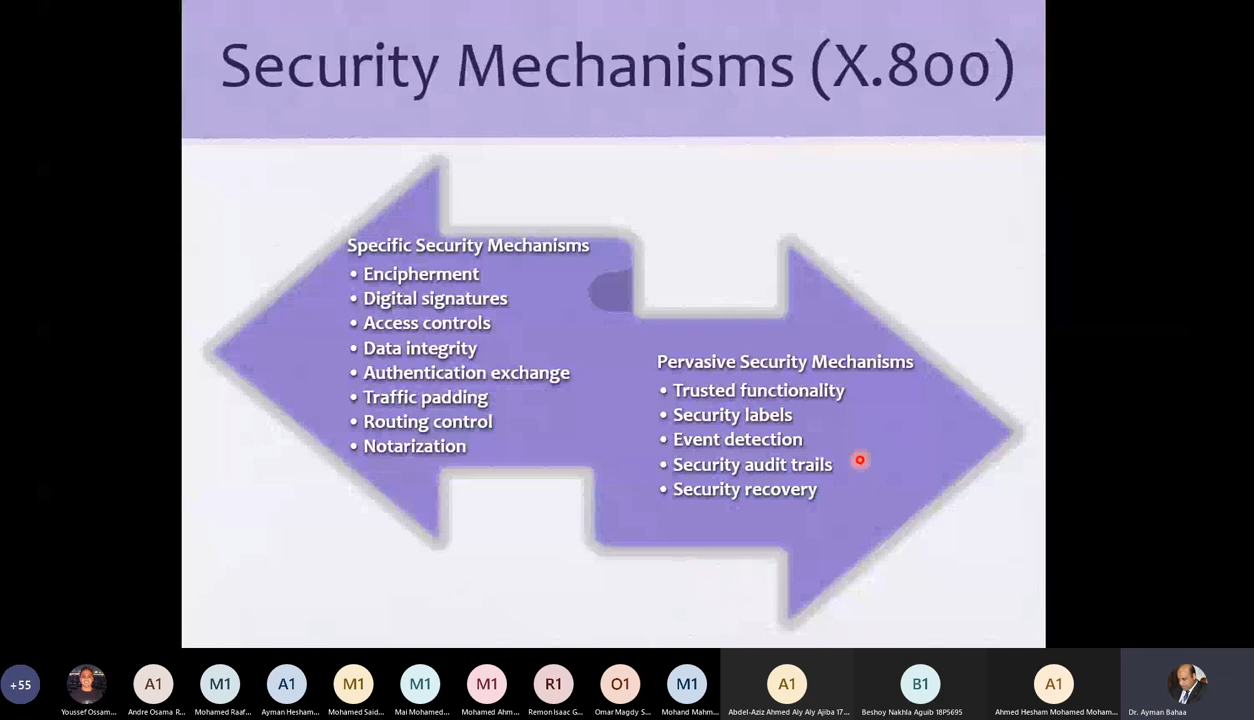 Security Mechanisms (X.800)
Specific Security Mechanisms
• Encipherment
• Digital signatures
• Access controls
• Data integrity
• Authentication exchange
• Traffic padding
• Routing control
• Notarization
Pervasive Security Mechanisms
• Trusted functionality
• Security labels
• Event detection
• Security audit trails
• Security recovery
+55
A1
M1
A1
M1
M1
M1
R1
O1
M1
A1
B1
A1
Youssef Ossam...
Andre Osama R...
Mohamed Raaf...
Ayman Hesham...
Mohamed Said...
Mai Mohamed...
Mohamed Ahm...
Remon Isaac G...
Omar Magdy S...
Mohand Mahm...
Abdel-Aziz Ahmed Aly Aly Ajiba 17...
Beshoy Nakhla Aguib 18P5695
Ahmed Hesham Mohamed Moham...
Dr. Ayman Bahaa